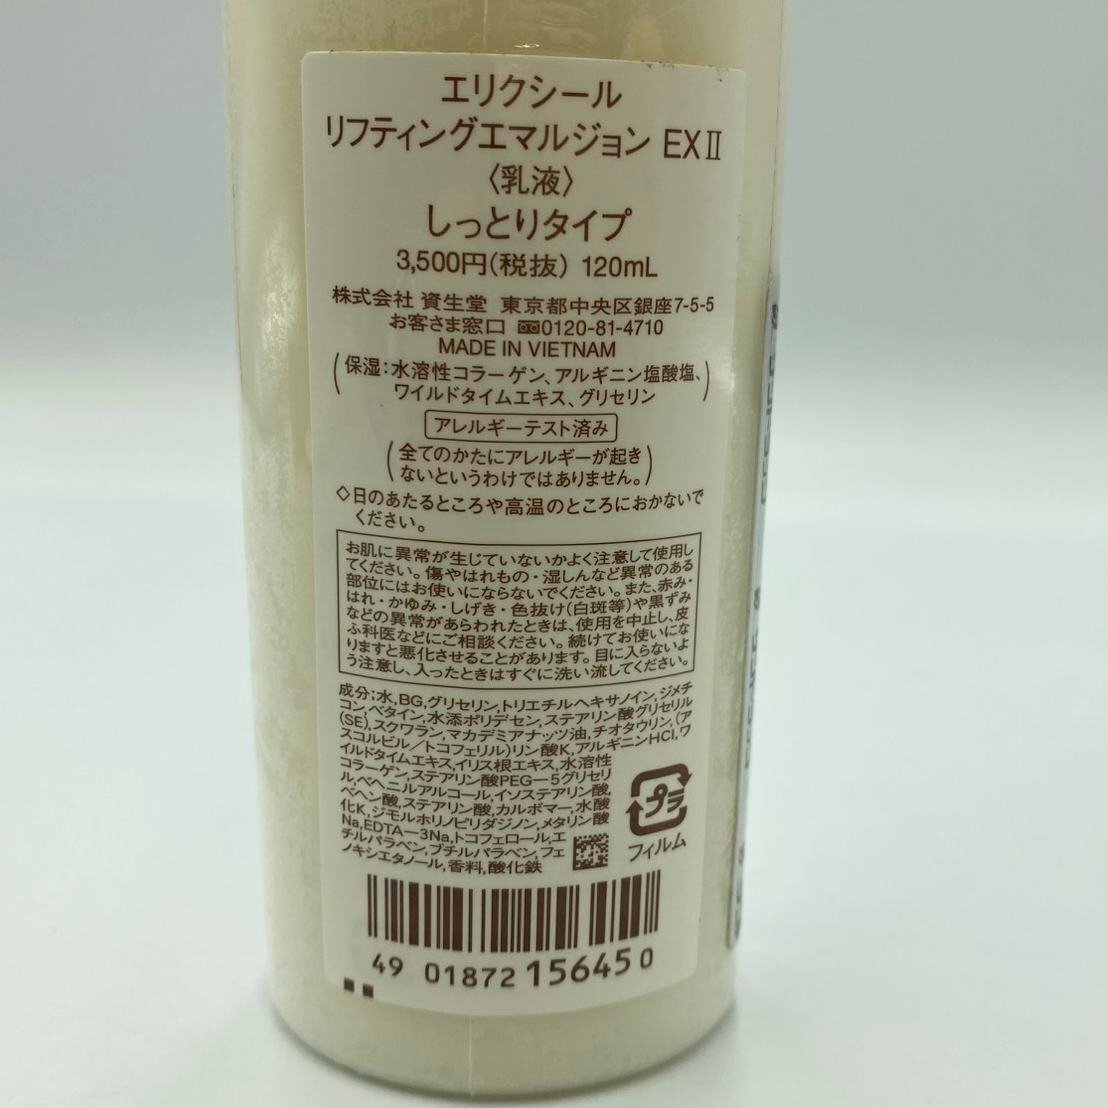 エリクシール
リフティングエマルジョン EXⅡ
〈乳液〉
しっとりタイプ
3,500円(税抜) 120mL
株式会社 資生堂 東京都中央区銀座7-5-5
お客さま窓口 0120-81-4710
MADE IN VIETNAM
(保湿:水溶性コラーゲン、アルギニン塩酸塩、
ワイルドタイムエキス、グリセリン)
アレルギーテスト済み
(全てのかたにアレルギーが起き
ないというわけではありません。)
◇日のあたるところや高温のところにおかないで
ください。
お肌に異常が生じていないかよく注意して使用し
てください。傷やはれもの・湿しんなど異常のある
部位にはお使いにならないでください。また、赤み・
はれ・かゆみ・しげき・色抜け(白斑等)や黒ずみ
などの異常があらわれたときは、使用を中止し、皮
ふ科医などにご相談ください。続けてお使いにな
りますと悪化させることがあります。目に入らないよ
う注意し、入ったときはすぐに洗い流してください。
成分:水,BG,グリセリン,トリエチルヘキサノイン,ジメチ
コン,ベタイン,水添ポリデセン,ステアリン酸グリセリル
(SE),スクワラン,マカデミアナッツ油,チオタウリン,(ア
スコルビル/トコフェリル)リン酸K,アルギニンHCl,ワ
イルドタイムエキス,イリス根エキス,水溶性
コラーゲン,ステアリン酸PEG-5グリセリ
ル,ベヘニルアルコール,イソステアリン酸,
ベヘン酸,ステアリン酸,カルボマー,水酸
化K,ジモルホリノピリダジノン,メタリン酸
Na,EDTA-3Na,トコフェロール,エ
チルパラベン,ブチルパラベン,フェ
ノキシエタノール,香料,酸化鉄
プラ
フィルム
49 01872 156450